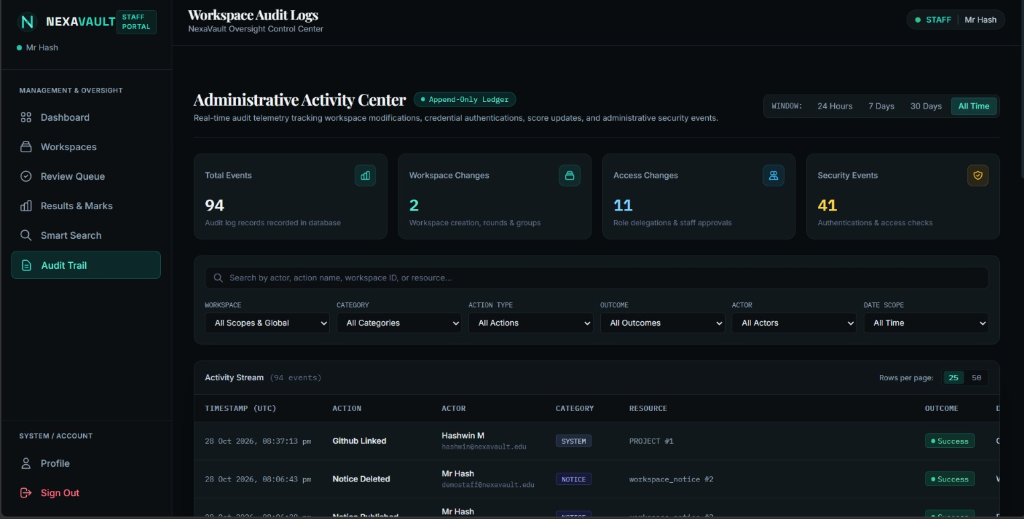 N NEXAVAULT STAFF PORTAL
Mr Hash
MANAGEMENT & OVERSIGHT
Dashboard
Workspaces
Review Queue
Results & Marks
Smart Search
Audit Trail
SYSTEM / ACCOUNT
Profile
Sign Out
Workspace Audit Logs
NexaVault Oversight Control Center
STAFF | Mr Hash
Administrative Activity Center Append-Only Ledger
Real-time audit telemetry tracking workspace modifications, credential authentications, score updates, and administrative security events.
WINDOW: 24 Hours 7 Days 30 Days All Time
Total Events
94
Audit log records recorded in database
Workspace Changes
2
Workspace creation, rounds & groups
Access Changes
11
Role delegations & staff approvals
Security Events
41
Authentications & access checks
Search by actor, action name, workspace ID, or resource...
WORKSPACE CATEGORY ACTION TYPE OUTCOME ACTOR DATE SCOPE
All Scopes & Global All Categories All Actions All Outcomes All Actors All Time
Activity Stream (94 events) Rows per page: 25 50
TIMESTAMP (UTC) ACTION ACTOR CATEGORY RESOURCE OUTCOME
28 Oct 2026, 08:37:13 pm Github Linked Hashwin M SYSTEM PROJECT #1 Success
hashwin@nexavault.edu
28 Oct 2026, 08:06:43 pm Notice Deleted Mr Hash NOTICE workspace_notice #2 Success
demostaff@nexavault.edu
Notice Published Mr Hash NOTICE workspace_notice #2 Success